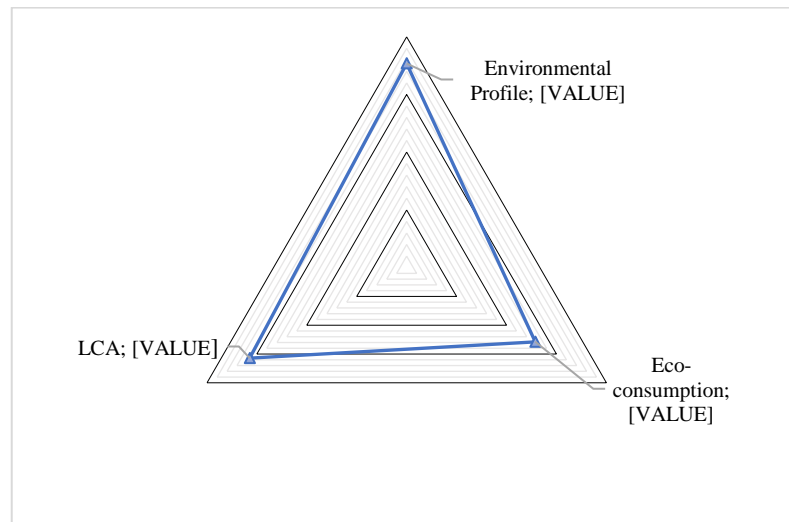 Environmental
Profile; [VALUE]
LCA; [VALUE]
Eco-
consumption;
[VALUE]